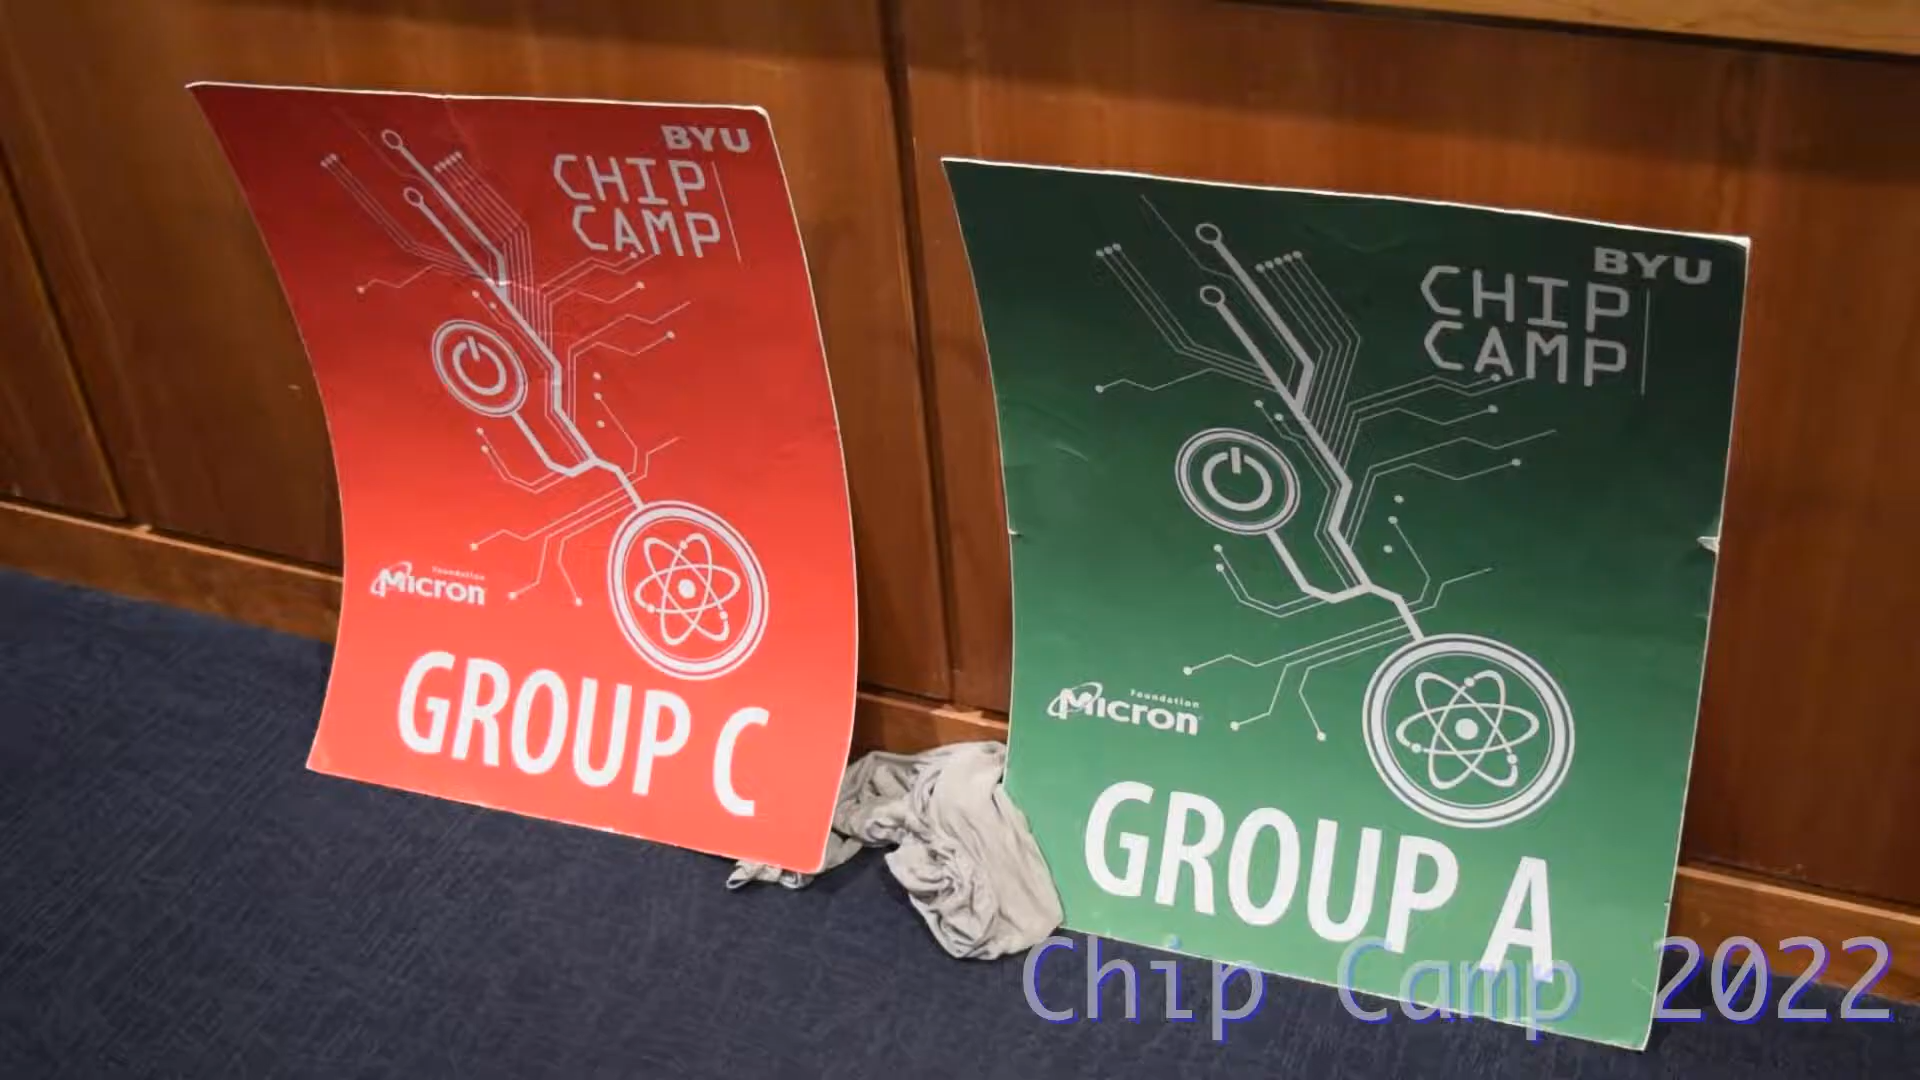 BYU
CHIP
CAMP
Foundation
Micron
GROUP C
BYU
CHIP
CAMP
Foundation
Micron
GROUP A
Chip Camp 2022